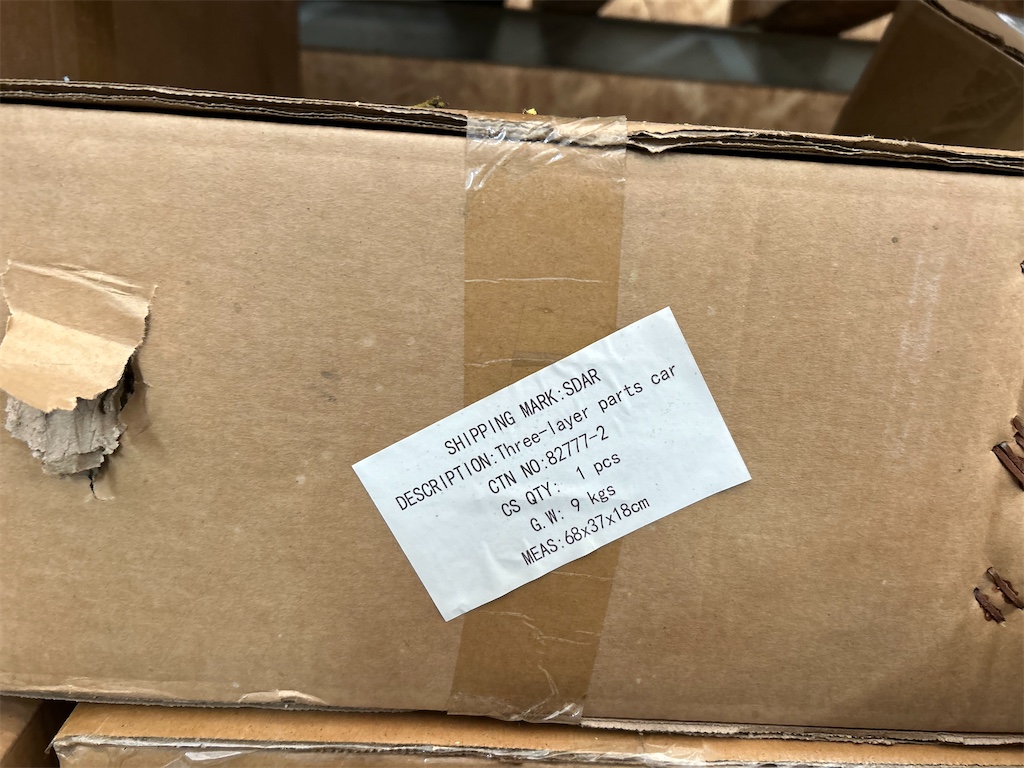 SHIPPING MARK:SDAR
DESCRIPTION:Three-layer parts car
CTN NO:82777-2
CS QTY: 1 pcs
G.W: 9 kgs
MEAS:68x37x18cm